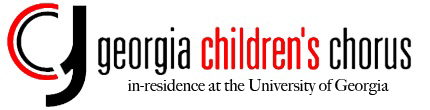 georgia children's chorus
in-residence at the University of Georgia